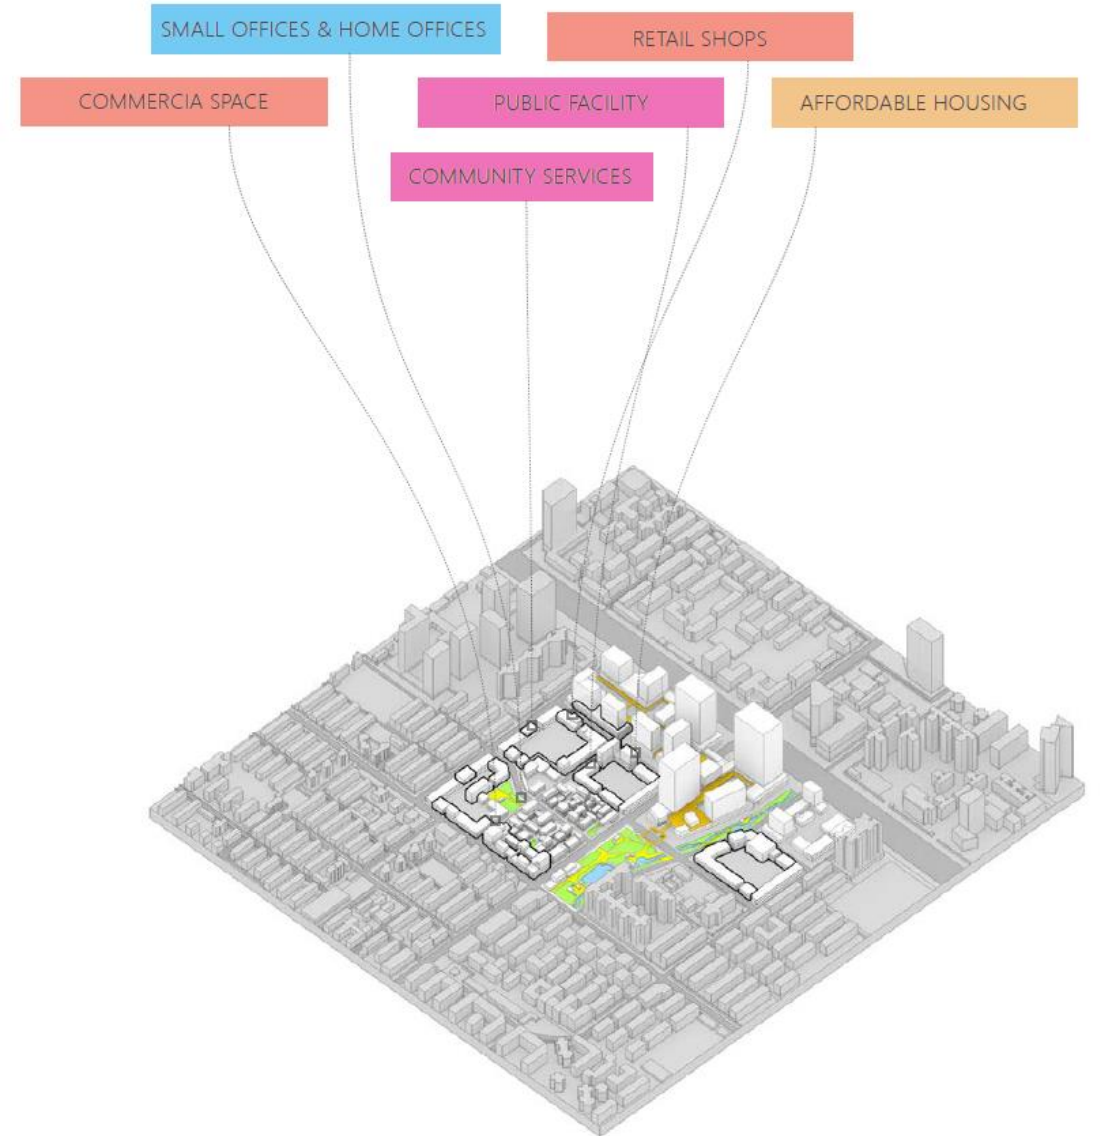 SMALL OFFICES & HOME OFFICES
RETAIL SHOPS
COMMERCIA SPACE
PUBLIC FACILITY
AFFORDABLE HOUSING
COMMUNITY SERVICES